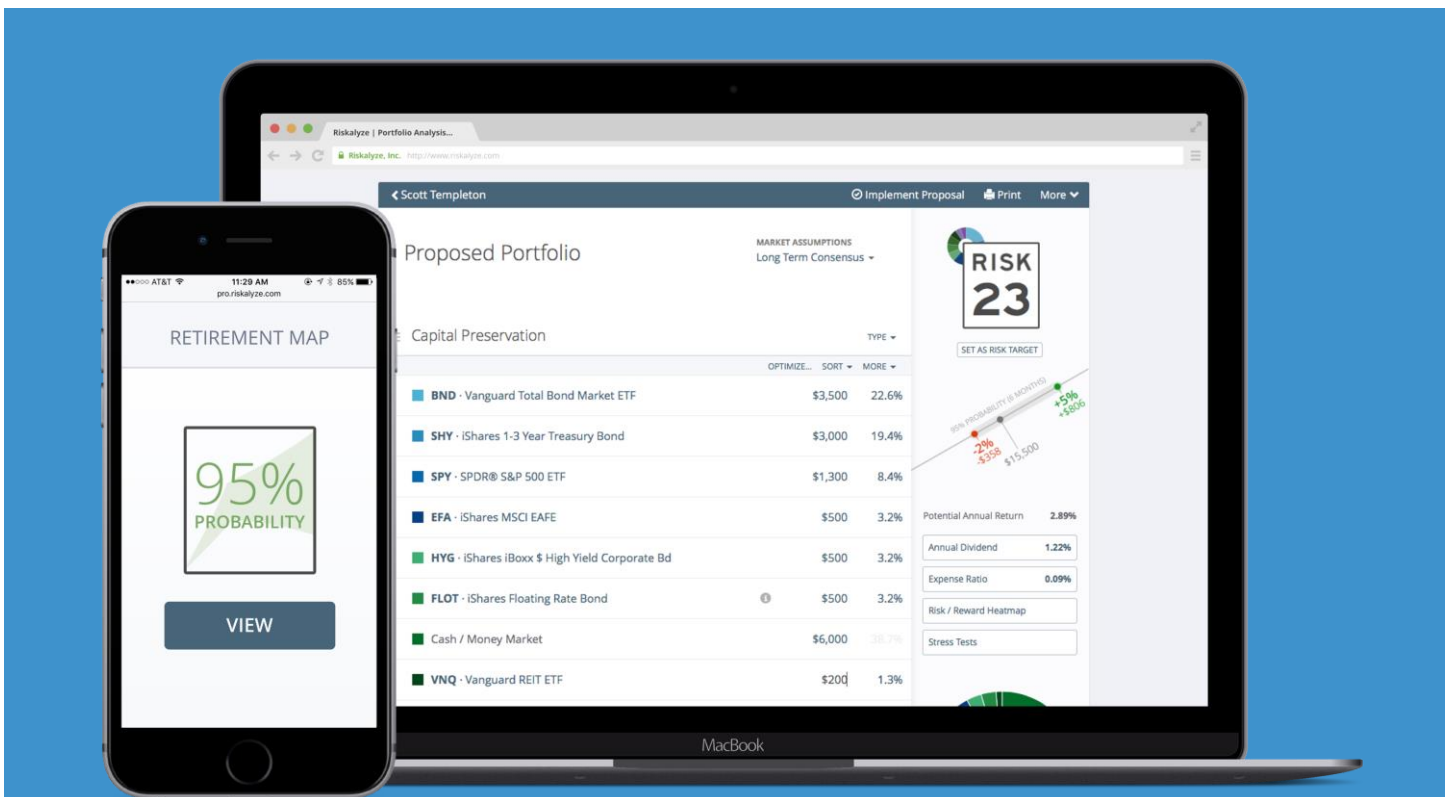 Riskalyze | Portfolio Analysis...
Riskalyze, Inc. http://www.riskalyze.com
Scott Templeton Implement Proposal Print More
Proposed Portfolio
MARKET ASSUMPTIONS
Long Term Consensus
Capital Preservation TYPE
OPTIMIZE... SORT MORE
BND · Vanguard Total Bond Market ETF $3,500 22.6%
SHY · iShares 1-3 Year Treasury Bond $3,000 19.4%
SPY · SPDR® S&P 500 ETF $1,300 8.4%
EFA · iShares MSCI EAFE $500 3.2%
HYG · iShares iBoxx $ High Yield Corporate Bd $500 3.2%
FLOT · iShares Floating Rate Bond $500 3.2%
Cash / Money Market $6,000 38.7%
VNQ · Vanguard REIT ETF $200 1.3%
RISK
23
SET AS RISK TARGET
95% PROBABILITY (6 MONTHS)
+5%
+$806
-2%
-$358
$15,500
Potential Annual Return 2.89%
Annual Dividend 1.22%
Expense Ratio 0.09%
Risk / Reward Heatmap
Stress Tests
MacBook
AT&T 11:29 AM 85%
pro.riskalyze.com
RETIREMENT MAP
95%
PROBABILITY
VIEW